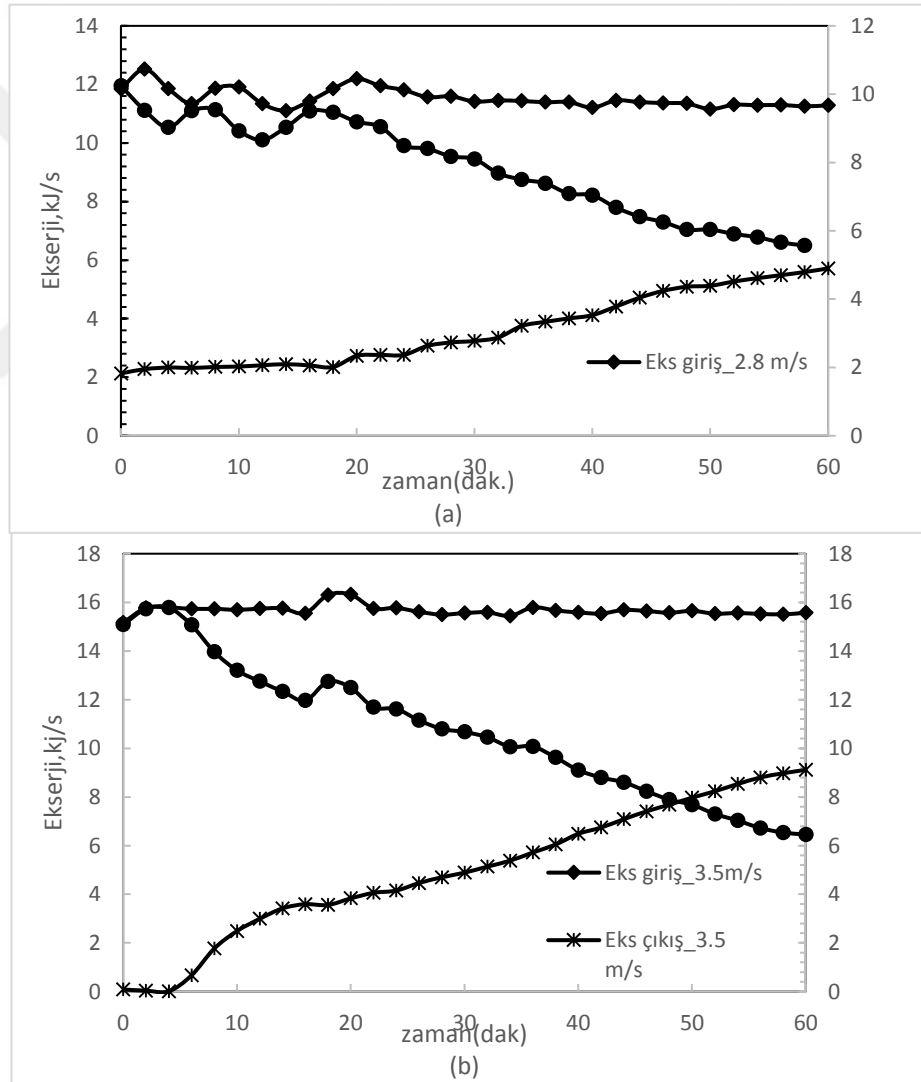 14
12
10
8
6
4
2
0
12
10
8
6
4
2
0
Ekserji,kJ/s
Eks giriş_2.8 m/s
0 10 20 30 40 50 60
zaman(dak.)
(a)
18
16
14
12
10
8
6
4
2
0
18
16
14
12
10
8
6
4
2
0
Ekserji,kj/s
Eks giriş_3.5m/s
Eks çıkış_3.5
m/s
0 10 20 30 40 50 60
zaman(dak)
(b)